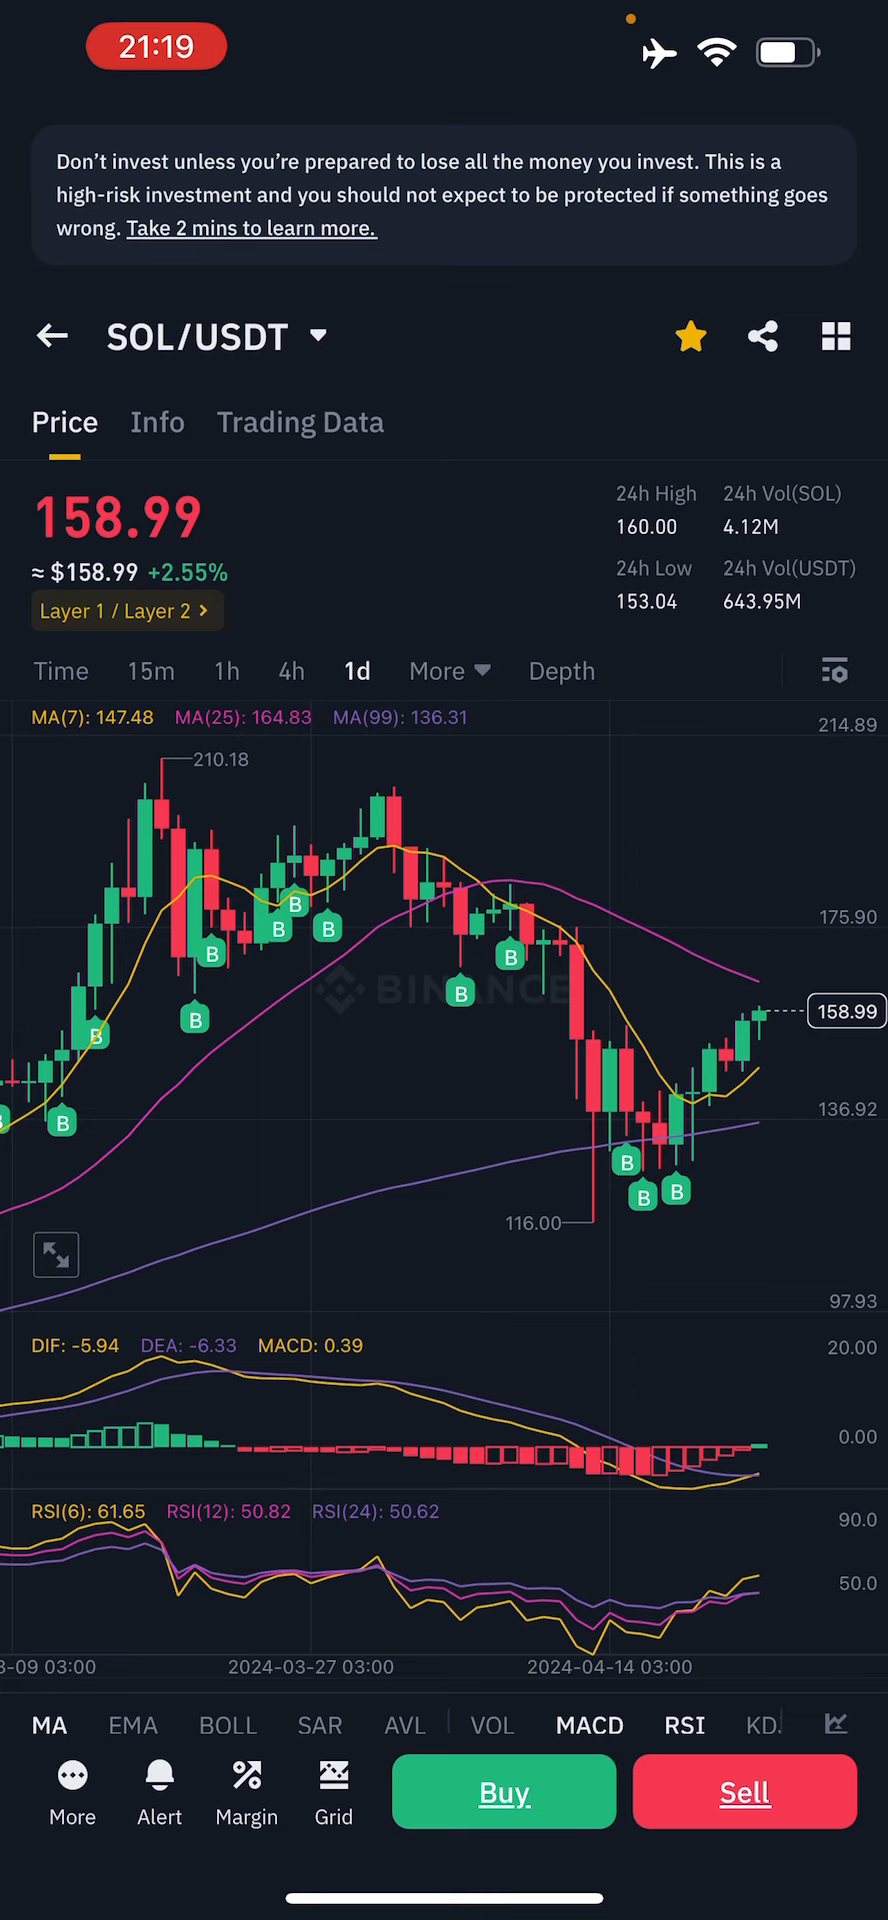 21:19
Don’t invest unless you’re prepared to lose all the money you invest. This is a
high-risk investment and you should not expect to be protected if something goes
wrong. Take 2 mins to learn more.
SOL/USDT
Price Info Trading Data
158.99
≈ $158.99 +2.55%
Layer 1 / Layer 2
24h High 24h Vol(SOL)
160.00 4.12M
24h Low 24h Vol(USDT)
153.04 643.95M
Time 15m 1h 4h 1d More Depth
MA(7): 147.48 MA(25): 164.83 MA(99): 136.31
214.89
210.18
B
B
B
175.90
B
B
B
B
BINANCE
B
158.99
B
136.92
B
B
B
B
116.00
97.93
DIF: -5.94 DEA: -6.33 MACD: 0.39
20.00
0.00
RSI(6): 61.65 RSI(12): 50.82 RSI(24): 50.62
90.0
50.0
3-09 03:00 2024-03-27 03:00 2024-04-14 03:00
MA EMA BOLL SAR AVL VOL MACD RSI KDJ
More Alert Margin Grid Buy Sell